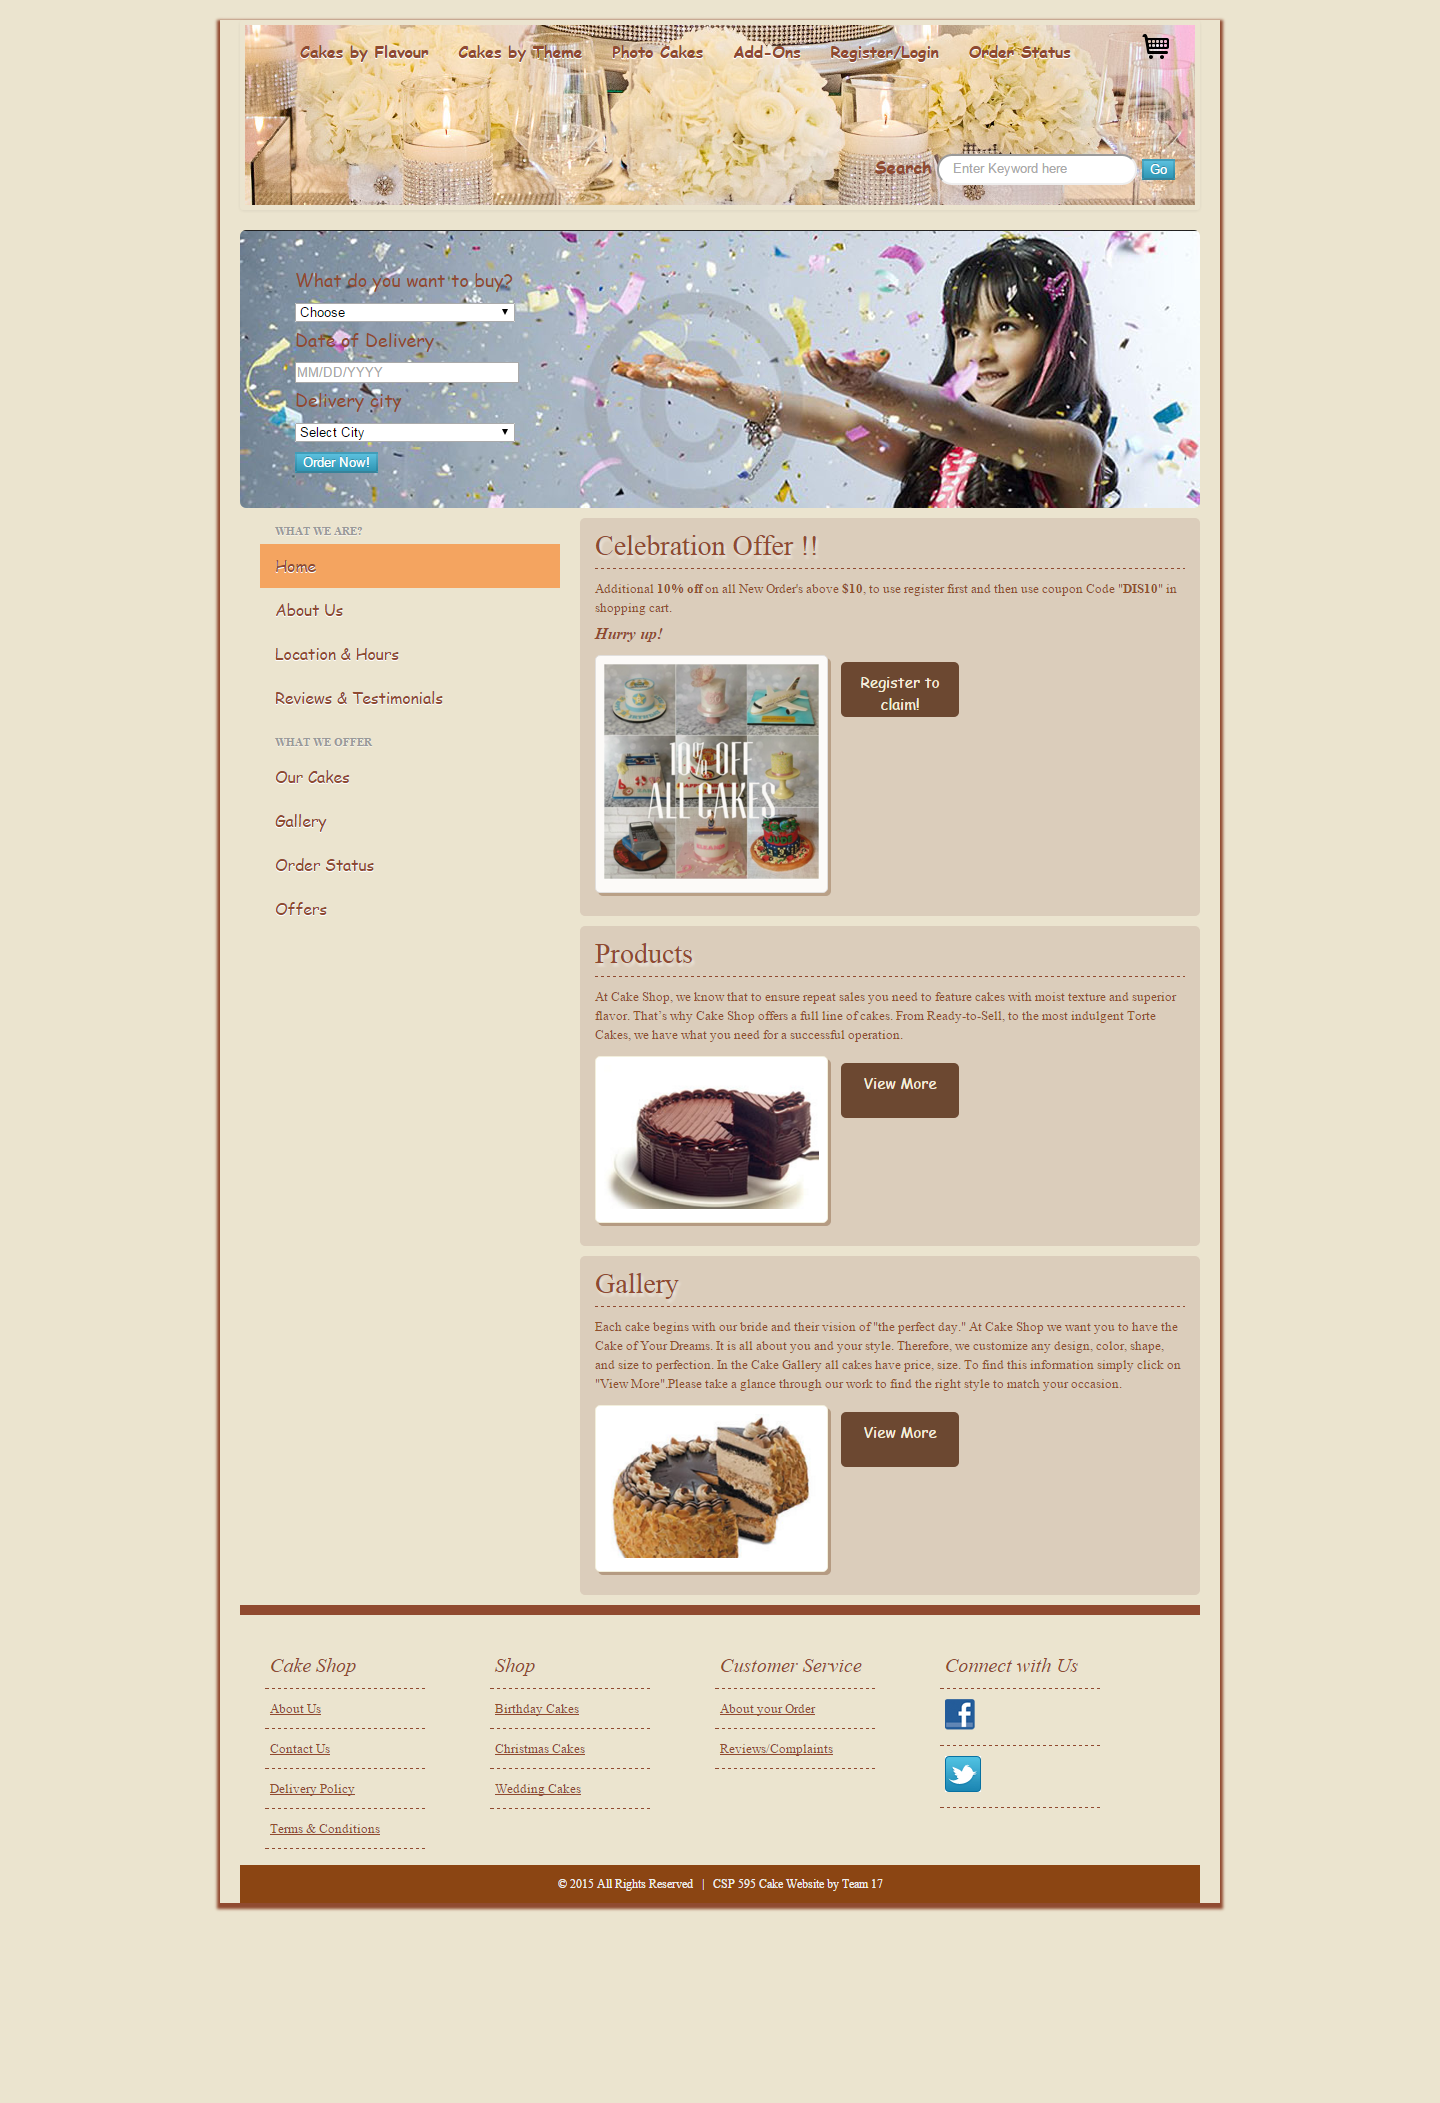 Cakes by Flavour Cakes by Theme Photo Cakes Add-Ons Register/Login Order Status
Search Enter Keyword here Go
What do you want to buy?
Choose
Date of Delivery
MM/DD/YYYY
Delivery city
Select City
Order Now!
©
WHAT WE ARE?
Home
About Us
Location & Hours
Reviews & Testimonials
WHAT WE OFFER
Our Cakes
Gallery
Order Status
Offers
Celebration Offer !!
Additional 10% off on all New Order's above $10, to use register first and then use coupon Code "DIS10" in
shopping cart.
Hurry up!
10% OFF
ALL CAKES
Register to
claim!
Products
At Cake Shop, we know that to ensure repeat sales you need to feature cakes with moist texture and superior
flavor. That’s why Cake Shop offers a full line of cakes. From Ready-to-Sell, to the most indulgent Torte
Cakes, we have what you need for a successful operation.
View More
Gallery
Each cake begins with our bride and their vision of "the perfect day." At Cake Shop we want you to have the
Cake of Your Dreams. It is all about you and your style. Therefore, we customize any design, color, shape,
and size to perfection. In the Cake Gallery all cakes have price, size. To find this information simply click on
"View More".Please take a glance through our work to find the right style to match your occasion.
View More
Cake Shop
About Us
Contact Us
Delivery Policy
Terms & Conditions
Shop
Birthday Cakes
Christmas Cakes
Wedding Cakes
Customer Service
About your Order
Reviews/Complaints
Connect with Us
© 2015 All Rights Reserved | CSP 595 Cake Website by Team 17